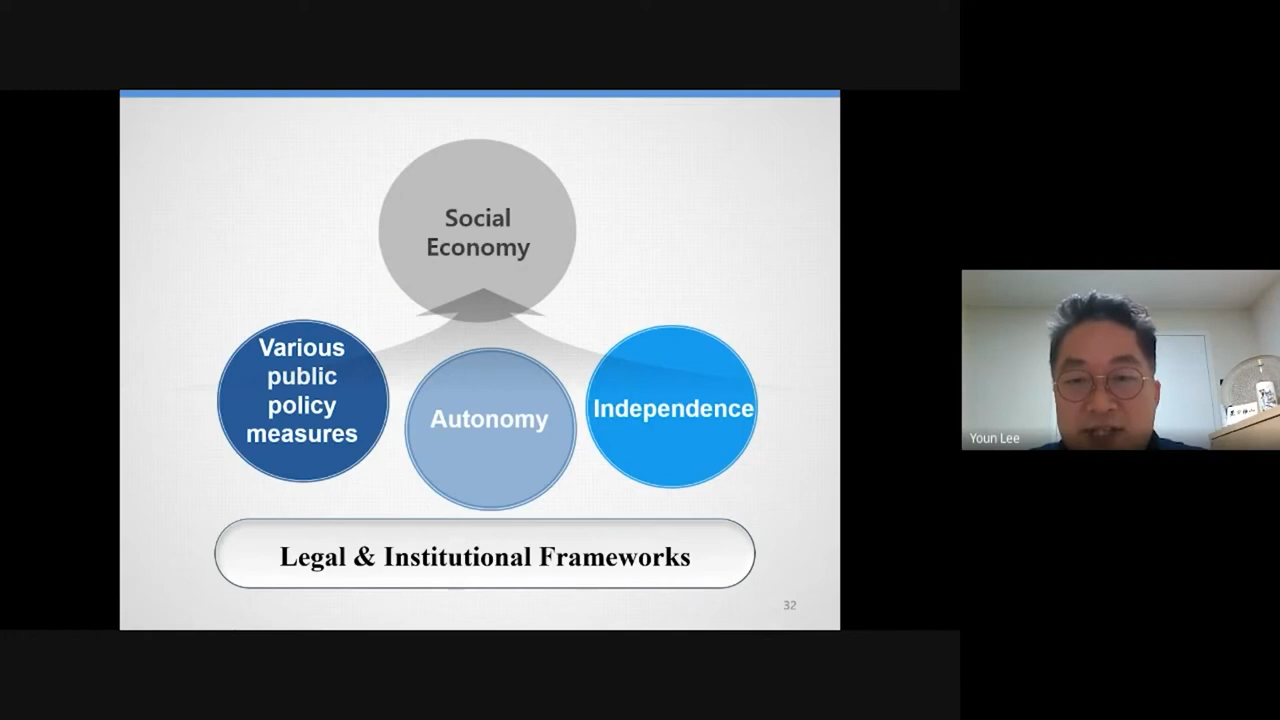 Social
Economy
Various
public
policy
measures
Autonomy
Independence
Legal & Institutional Frameworks
32
Youn Lee